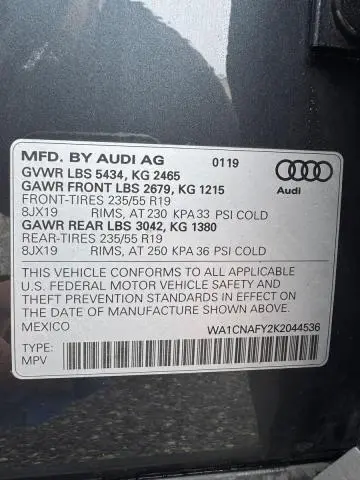 MFD. BY AUDI AG 0119
GVWR LBS 5434, KG 2465
GAWR FRONT LBS 2679, KG 1215
FRONT-TIRES 235/55 R19
8JX19 RIMS, AT 230 KPA 33 PSI COLD
GAWR REAR LBS 3042, KG 1380
REAR-TIRES 235/55 R19
8JX19 RIMS, AT 250 KPA 36 PSI COLD
Audi
THIS VEHICLE CONFORMS TO ALL APPLICABLE
U.S. FEDERAL MOTOR VEHICLE SAFETY AND
THEFT PREVENTION STANDARDS IN EFFECT ON
THE DATE OF MANUFACTURE SHOWN ABOVE.
MEXICO WA1CNAFY2K2044536
TYPE:
MPV